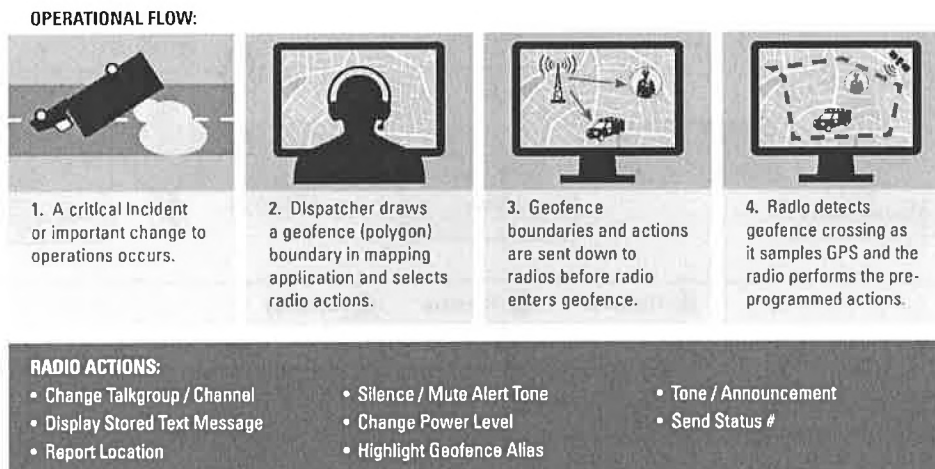 OPERATIONAL FLOW:
1. A critical incident
or important change to
operations occurs.
2. Dispatcher draws
a geofence (polygon)
boundary in mapping
application and selects
radio actions.
3. Geofence
boundaries and actions
are sent down to
radios before radio
enters geofence.
4. Radio detects
geofence crossing as
it samples GPS and the
radio performs the pre-
programmed actions.
RADIO ACTIONS:
• Change Talkgroup / Channel
• Display Stored Text Message
• Report Location
• Silence / Mute Alert Tone
• Change Power Level
• Highlight Geofence Alias
• Tone / Announcement
• Send Status #